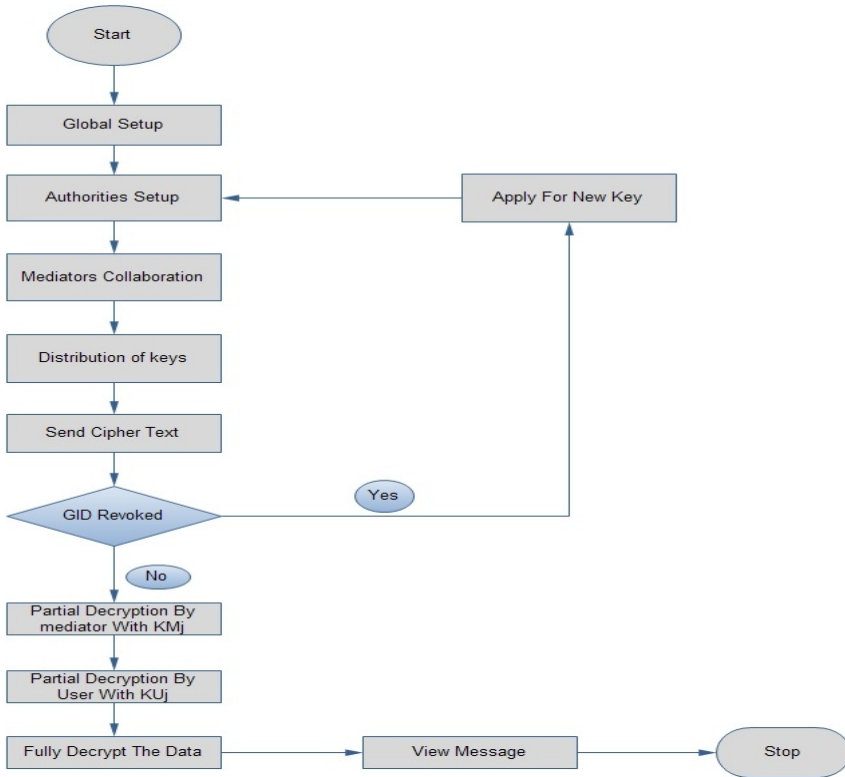 Start
Global Setup
Authorities Setup
Apply For New Key
Mediators Collaboration
Distribution of keys
Send Cipher Text
GID Revoked
Yes
No
Partial Decryption By
mediator With KMj
Partial Decryption By
User With KUj
Fully Decrypt The Data
View Message
Stop